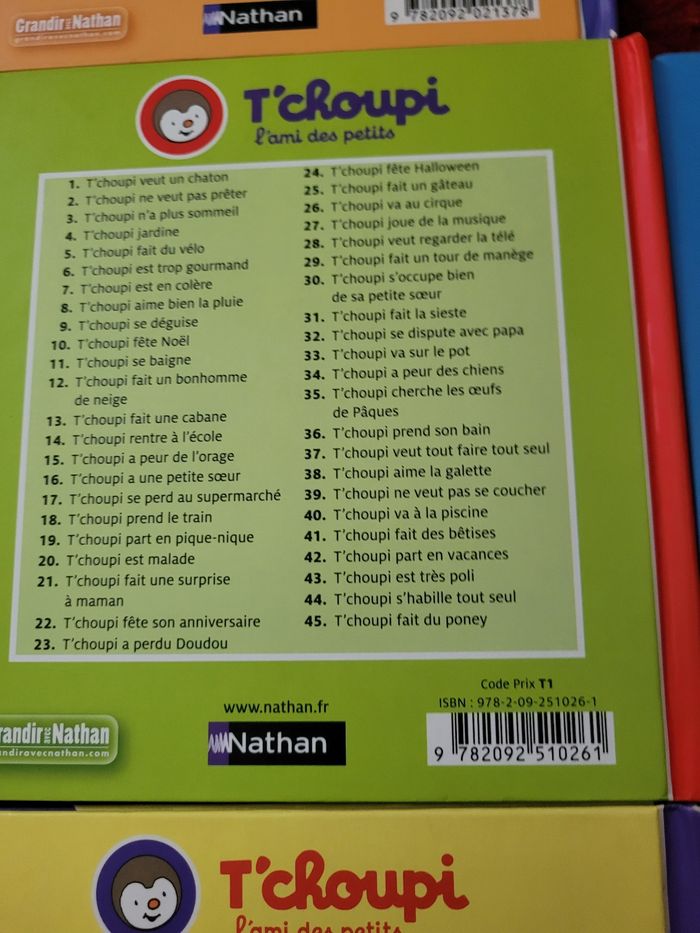 Grandir avec Nathan
grandiravecnathan.com
Nathan
9 782092 021378
T'choupi
l'ami des petits
1. T'choupi veut un chaton
2. T'choupi ne veut pas prêter
3. T'choupi n'a plus sommeil
4. T'choupi jardine
5. T'choupi fait du vélo
6. T'choupi est trop gourmand
7. T'choupi est en colère
8. T'choupi aime bien la pluie
9. T'choupi se déguise
10. T'choupi fête Noël
11. T'choupi se baigne
12. T'choupi fait un bonhomme
de neige
13. T'choupi fait une cabane
14. T'choupi rentre à l'école
15. T'choupi a peur de l'orage
16. T'choupi a une petite sœur
17. T'choupi se perd au supermarché
18. T'choupi prend le train
19. T'choupi part en pique-nique
20. T'choupi est malade
21. T'choupi fait une surprise
à maman
22. T'choupi fête son anniversaire
23. T'choupi a perdu Doudou
24. T'choupi fête Halloween
25. T'choupi fait un gâteau
26. T'choupi va au cirque
27. T'choupi joue de la musique
28. T'choupi veut regarder la télé
29. T'choupi fait un tour de manège
30. T'choupi s'occupe bien
de sa petite sœur
31. T'choupi fait la sieste
32. T'choupi se dispute avec papa
33. T'choupi va sur le pot
34. T'choupi a peur des chiens
35. T'choupi cherche les œufs
de Pâques
36. T'choupi prend son bain
37. T'choupi veut tout faire tout seul
38. T'choupi aime la galette
39. T'choupi ne veut pas se coucher
40. T'choupi va à la piscine
41. T'choupi fait des bêtises
42. T'choupi part en vacances
43. T'choupi est très poli
44. T'choupi s'habille tout seul
45. T'choupi fait du poney
Code Prix T1
www.nathan.fr
ISBN : 978-2-09-251026-1
randir avec Nathan
ndiravecnathan.com
Nathan
9 782092 510261
T'choupi
l'ami des petits